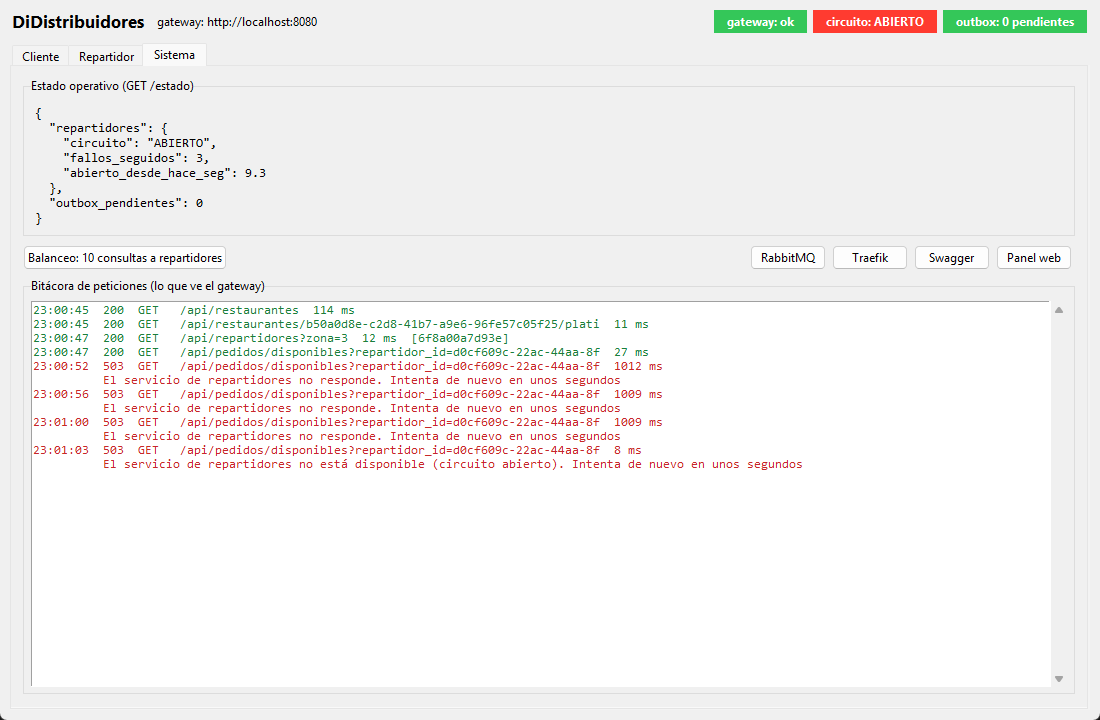 DiDistribuidores gateway: http://localhost:8080 gateway: ok circuito: ABIERTO outbox: 0 pendientes
Cliente Repartidor Sistema
Estado operativo (GET /estado)
{
"repartidores": {
"circuito": "ABIERTO",
"fallos_seguidos": 3,
"abierto_desde_hace_seg": 9.3
},
"outbox_pendientes": 0
}
Balanceo: 10 consultas a repartidores RabbitMQ Traefik Swagger Panel web
Bitácora de peticiones (lo que ve el gateway)
23:00:45 200 GET /api/restaurantes 114 ms
23:00:45 200 GET /api/restaurantes/b50a0d8e-c2d8-41b7-a9e6-96fe57c05f25/plati 11 ms
23:00:47 200 GET /api/repartidores?zona=3 12 ms [6f8a00a7d93e]
23:00:47 200 GET /api/pedidos/disponibles?repartidor_id=d0cf609c-22ac-44aa-8f 27 ms
23:00:52 503 GET /api/pedidos/disponibles?repartidor_id=d0cf609c-22ac-44aa-8f 1012 ms
El servicio de repartidores no responde. Intenta de nuevo en unos segundos
23:00:56 503 GET /api/pedidos/disponibles?repartidor_id=d0cf609c-22ac-44aa-8f 1009 ms
El servicio de repartidores no responde. Intenta de nuevo en unos segundos
23:01:00 503 GET /api/pedidos/disponibles?repartidor_id=d0cf609c-22ac-44aa-8f 1009 ms
El servicio de repartidores no responde. Intenta de nuevo en unos segundos
23:01:03 503 GET /api/pedidos/disponibles?repartidor_id=d0cf609c-22ac-44aa-8f 8 ms
El servicio de repartidores no está disponible (circuito abierto). Intenta de nuevo en unos segundos